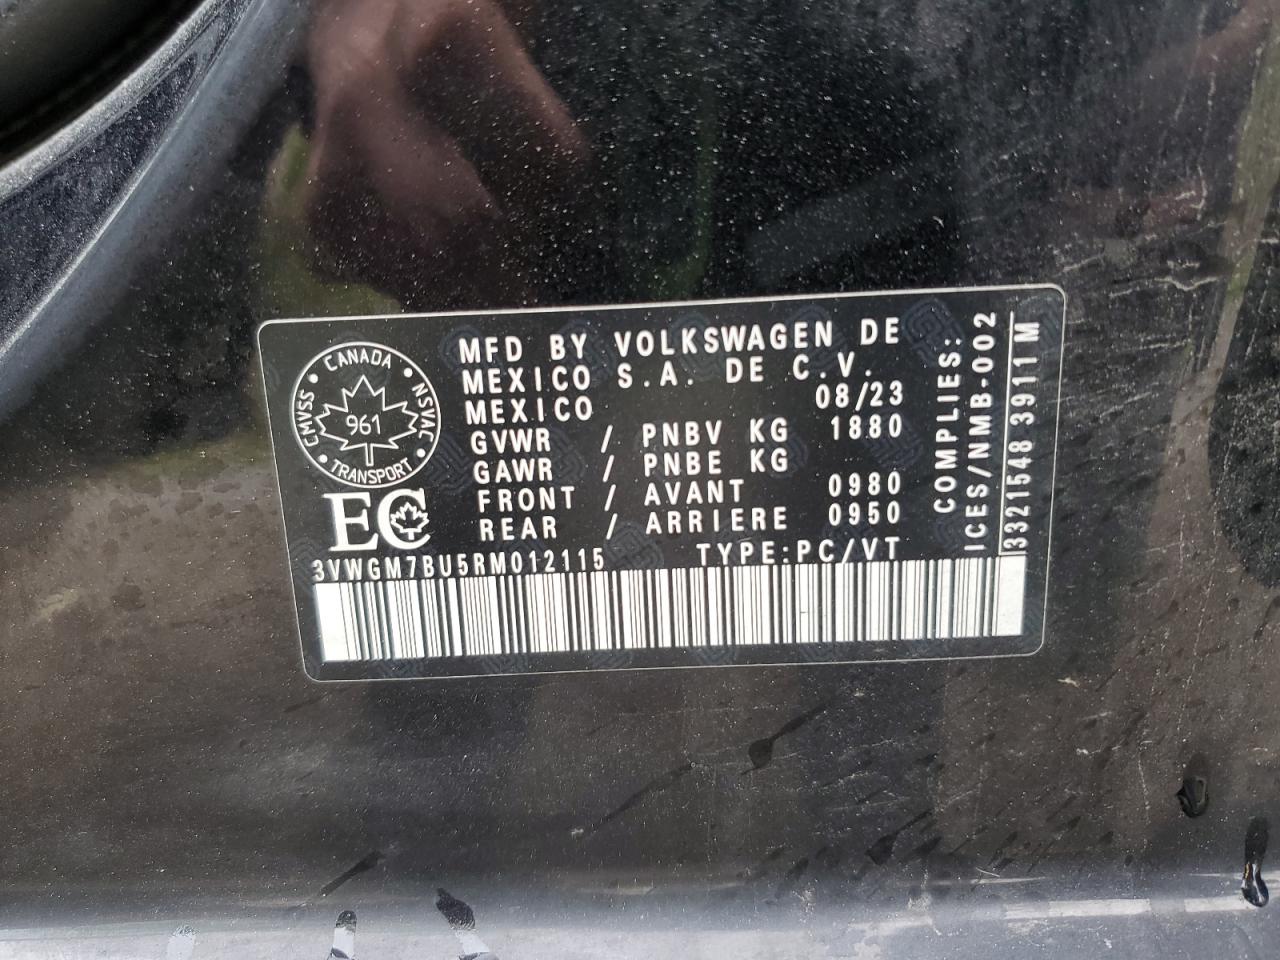 CANADA
CMVSS
NSVAC
961
TRANSPORT
EC
MFD BY VOLKSWAGEN DE
MEXICO S.A. DE C.V.
MEXICO 08/23
GVWR / PNBV KG 1880
GAWR / PNBE KG
FRONT / AVANT 0980
REAR / ARRIERE 0950
3VWGM7BU5RM012115 TYPE:PC/VT
COMPLIES:
ICES/NMB-002
3321548 3911 M